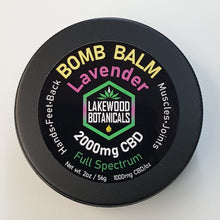 BOMB BALM
Lavender
Hands-Feet-Back
LAKEWOOD
BOTANICALS
Muscles-Joints
2000mg CBD
Full Spectrum
Net wt. 2oz / 56g 1000mg CBD/oz